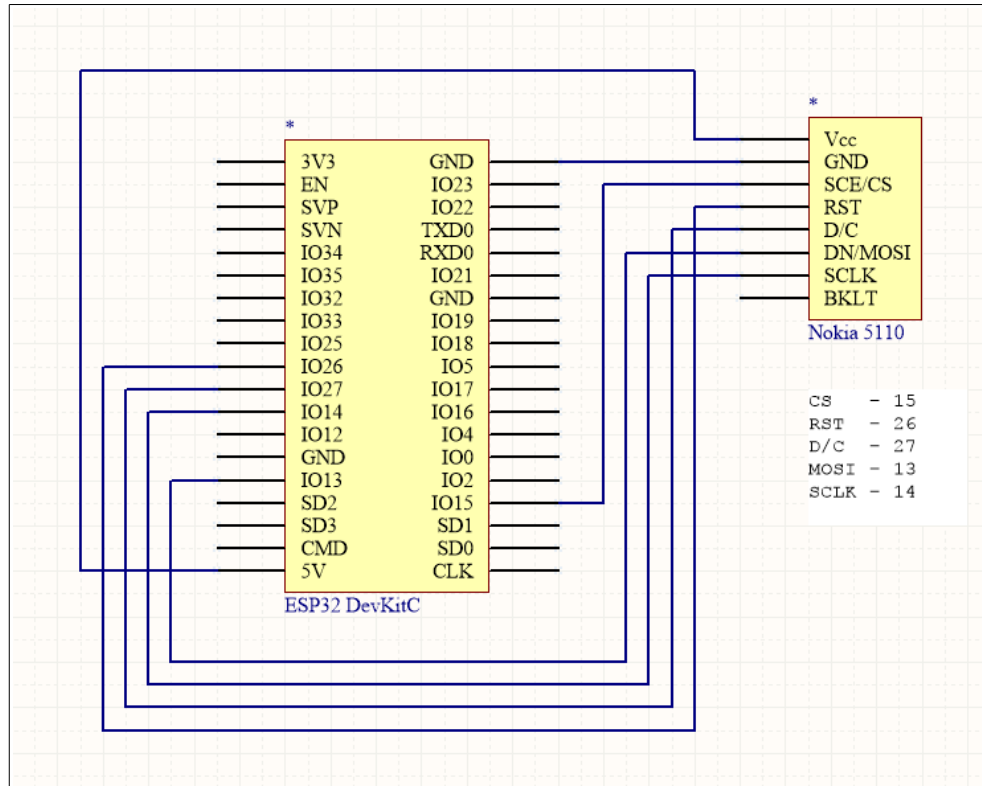 *
3V3
EN
SVP
SVN
IO34
IO35
IO32
IO33
IO25
IO26
IO27
IO14
IO12
GND
IO13
SD2
SD3
CMD
5V
GND
IO23
IO22
TXD0
RXD0
IO21
GND
IO19
IO18
IO5
IO17
IO16
IO4
IO0
IO2
IO15
SD1
SD0
CLK
ESP32 DevKitC
*
Vcc
GND
SCE/CS
RST
D/C
DN/MOSI
SCLK
BKLT
Nokia 5110
CS - 15
RST - 26
D/C - 27
MOSI - 13
SCLK - 14